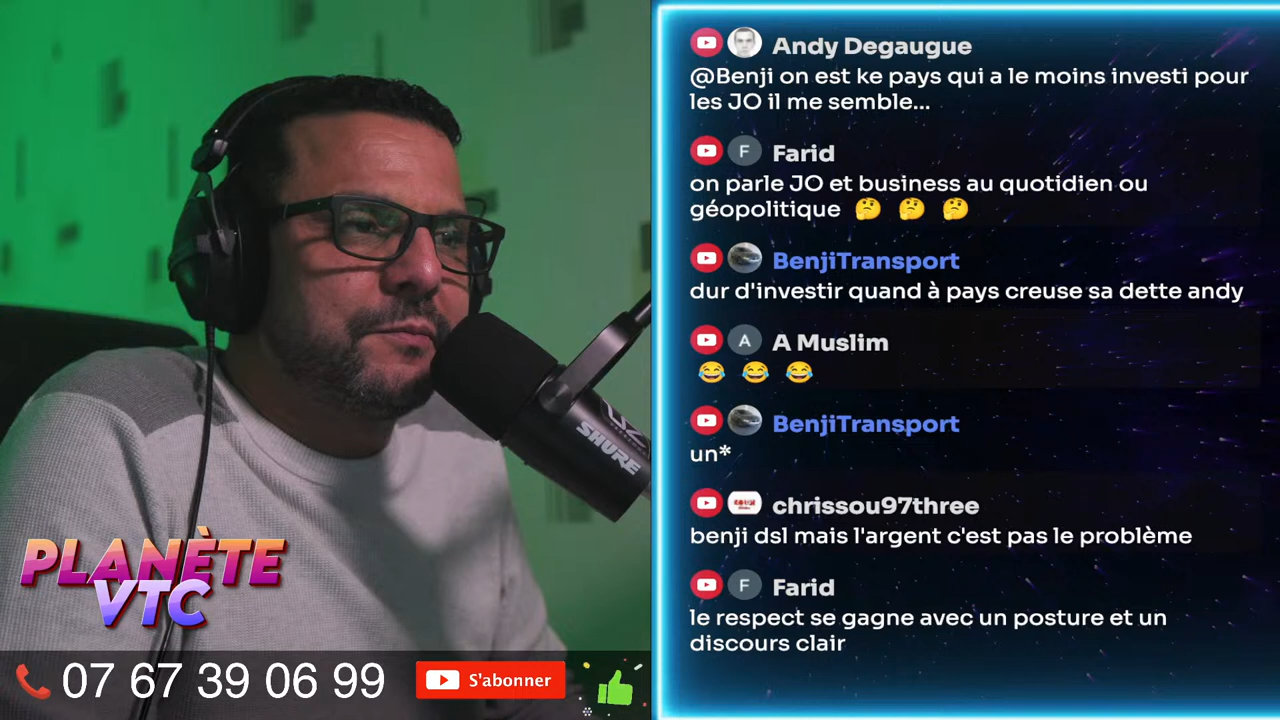 Andy Degaugue
@Benji on est ke pays qui a le moins investi pour
les JO il me semble...
F Farid
on parle JO et business au quotidien ou
géopolitique 🤔 🤔 🤔
BenjiTransport
dur d'investir quand à pays creuse sa dette andy
A A Muslim
😂 😂 😂
BenjiTransport
un*
chrissou97three
benji dsl mais l'argent c'est pas le problème
F Farid
le respect se gagne avec un posture et un
discours clair
SHURE
PLANÈTE
VTC
07 67 39 06 99
S'abonner